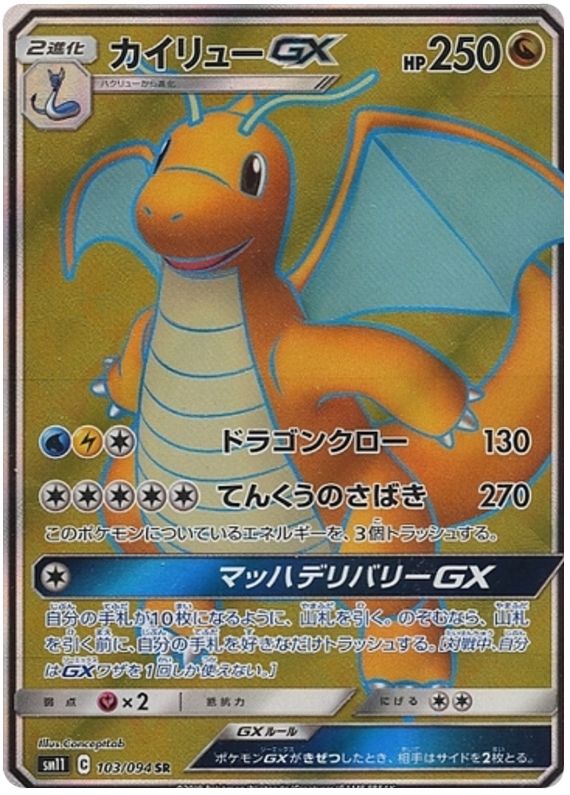 2進化 カイリューGX HP250
ハクリューから進化
ドラゴンクロー 130
てんくうのさばき 270
このポケモンについているエネルギーを、3個トラッシュする。
マッハデリバリーGX
自分の手札が10枚になるように、山札を引く。のぞむなら、山札
を引く前に、自分の手札を好きなだけトラッシュする。[対戦中、自分
はGXワザを1回しか使えない。]
弱点 ×2 抵抗力 にげる
GXルール
Illus. Conceptlab
ポケモンGXがきぜつしたとき、相手はサイドを2枚とる。
sm11 C 103/094 SR